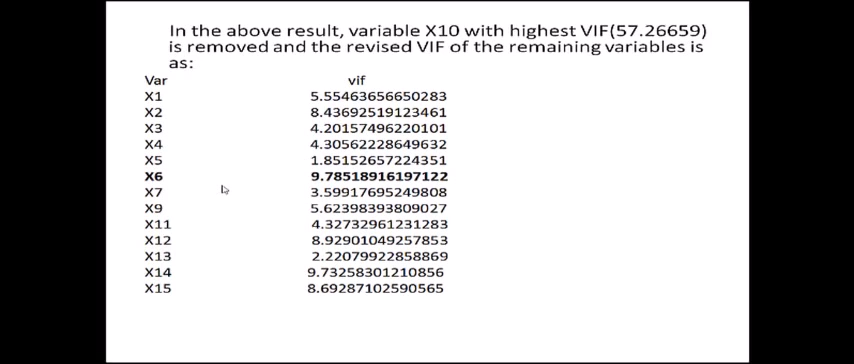 In the above result, variable X10 with highest VIF(57.26659)
is removed and the revised VIF of the remaining variables is
as:
Var vif
X1 5.55463656650283
X2 8.43692519123461
X3 4.20157496220101
X4 4.30562228649632
X5 1.85152657224351
X6 9.78518916197122
X7 3.59917695249808
X9 5.62398393809027
X11 4.32732961231283
X12 8.92901049257853
X13 2.22079922858869
X14 9.73258301210856
X15 8.69287102590565